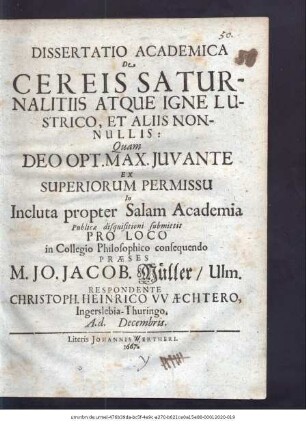 50.
DISSERTATIO ACADEMICA
De
CEREIS SATUR-
NALITIIS ATQUE IGNE LU-
STRICO, ET ALIIS NON-
NULLIS:
Quam
DEO OPT. MAX. JUVANTE
EX
SUPERIORUM PERMISSU
In
Incluta propter Salam Academia
Publicæ disquisitioni submittit
PRO LOCO
in Collegio Philosophico consequendo
PRÆSES
M. JO. JACOB. Müller / Ulm.
RESPONDENTE
CHRISTOPH. HEINRICO VVÆCHTERO,
Ingerslebia-Thuringo,
A.d. Decembris.
Literis JOHANNIS WERTHERI.
1667.